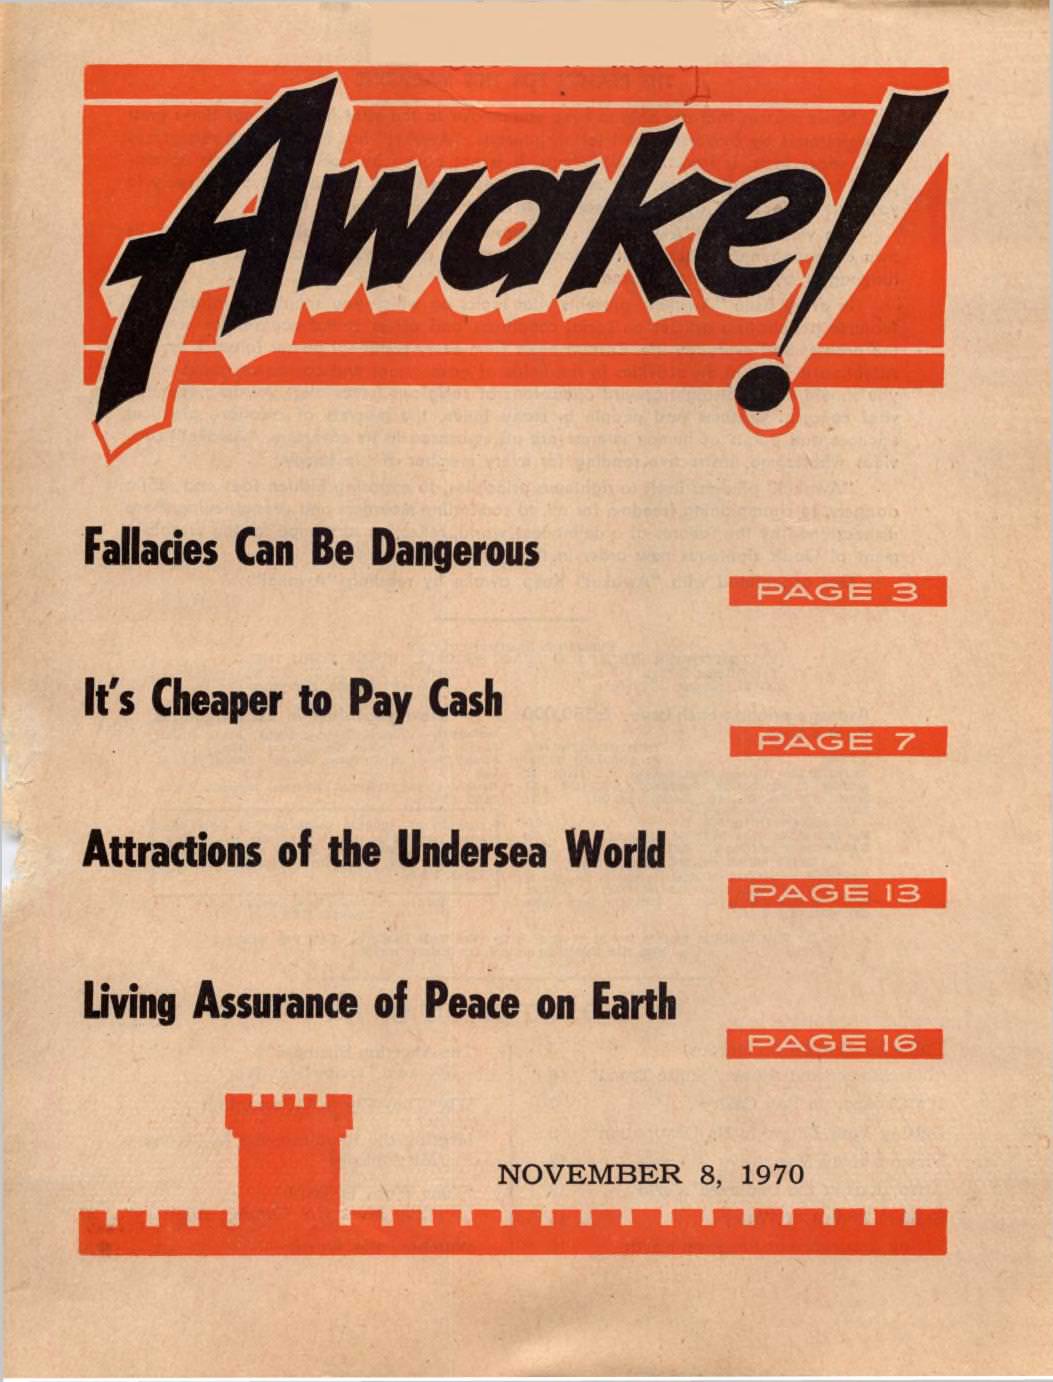 Awake!
Fallacies Can Be Dangerous
PAGE 3
It's Cheaper to Pay Cash
PAGE 7
Attractions of the Undersea World
PAGE 13
Living Assurance of Peace on Earth
PAGE 16
NOVEMBER 8, 1970